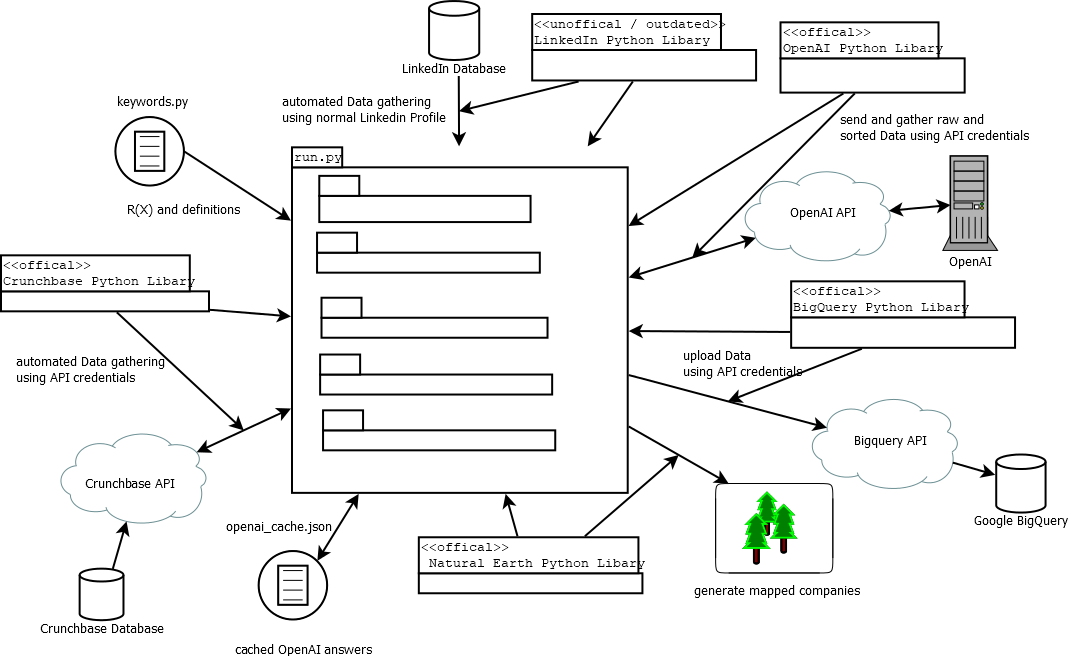 <<unoffical / outdated>>
LinkedIn Python Libary
<<offical>>
OpenAI Python Libary
LinkedIn Database
keywords.py
automated Data gathering
using normal Linkedin Profile
send and gather raw and
sorted Data using API credentials
run.py
R(X) and definitions
OpenAI API
OpenAI
<<offical>>
Crunchbase Python Libary
<<offical>>
BigQuery Python Libary
automated Data gathering
using API credentials
upload Data
using API credentials
Bigquery API
Crunchbase API
Google BigQuery
openai_cache.json
<<offical>>
Natural Earth Python Libary
generate mapped companies
Crunchbase Database
cached OpenAI answers